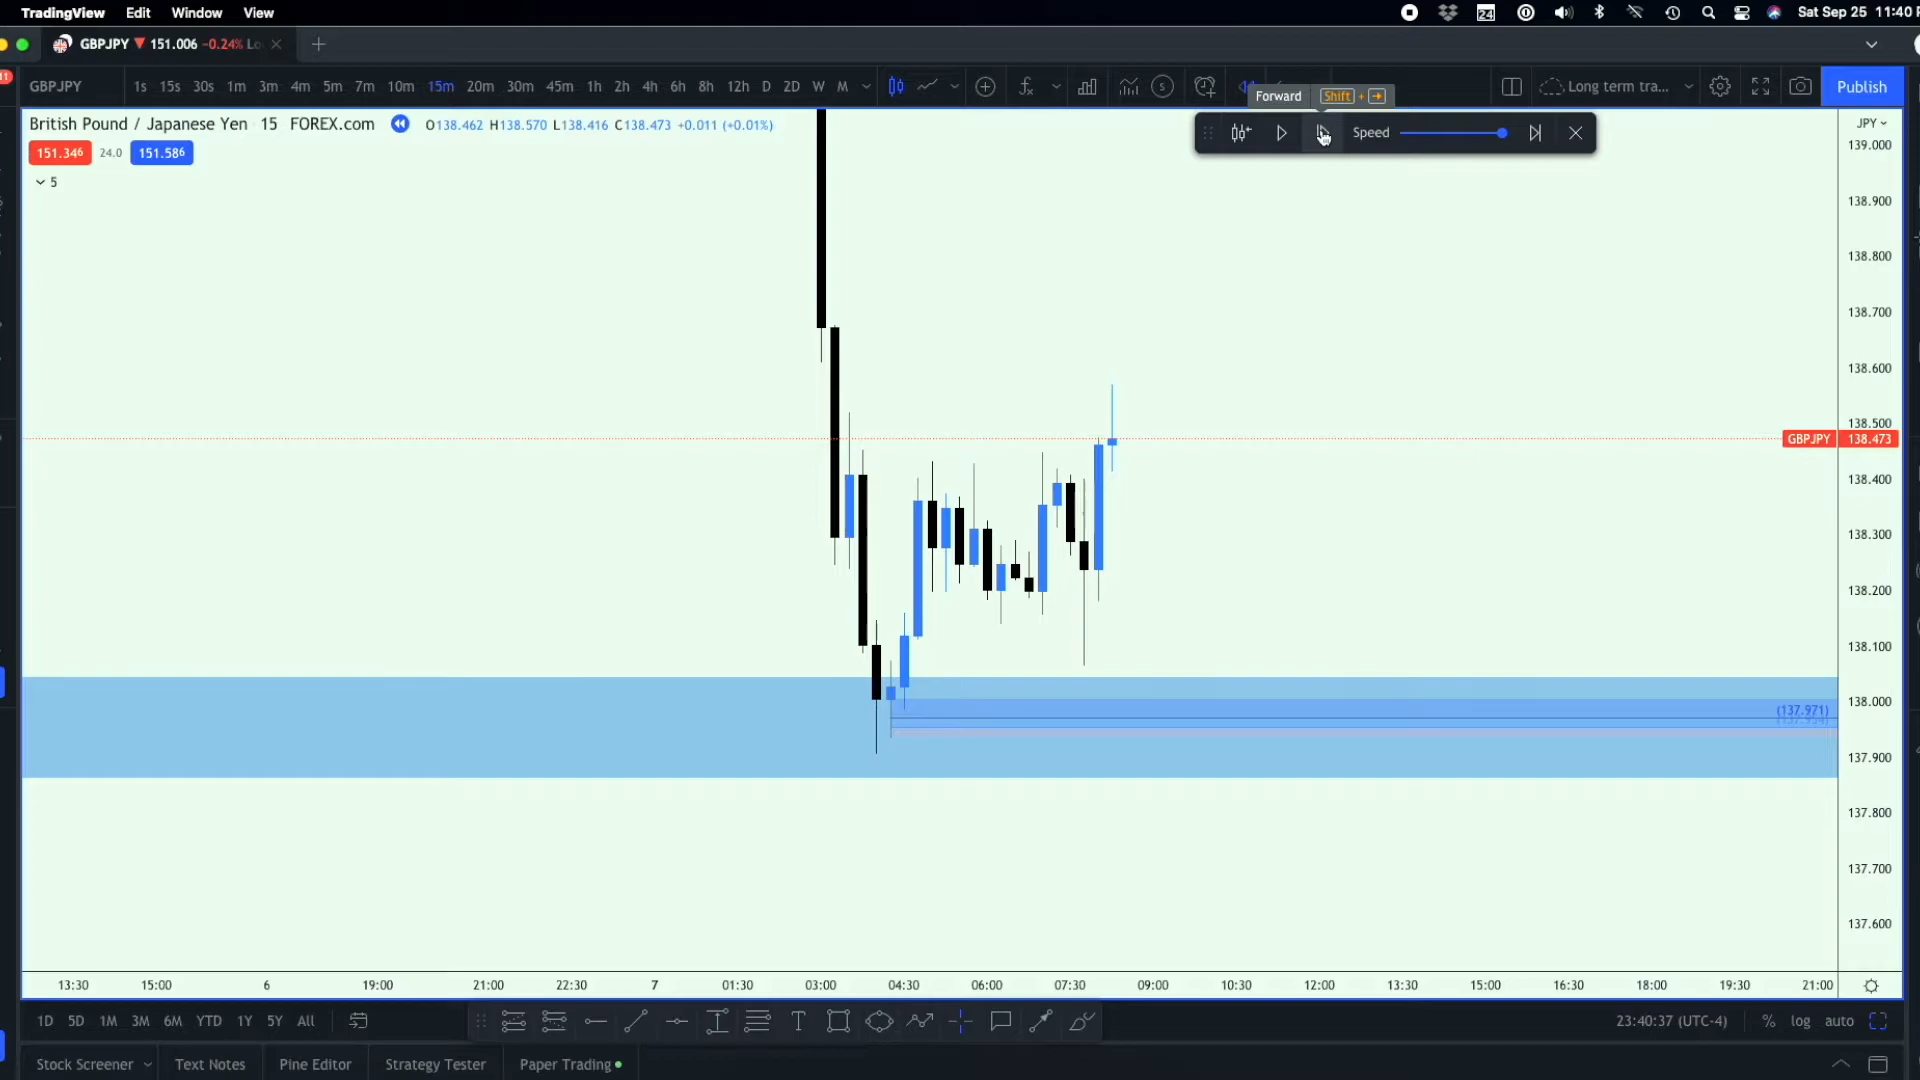 TradingView Edit Window View 24 Sat Sep 25 11:40
GBPJPY ▼ 151.006 -0.24% Lo
11 GBPJPY 1s 15s 30s 1m 3m 4m 5m 7m 10m 15m 20m 30m 45m 1h 2h 4h 6h 8h 12h D 2D W M Long term tra... Publish
Forward Shift + →
British Pound / Japanese Yen 15 FOREX.com O138.462 H138.570 L138.416 C138.473 +0.011 (+0.01%) Speed JPY
151.346 24.0 151.586
5
139.000
138.900
138.800
138.700
138.600
138.500
GBPJPY 138.473
138.400
138.300
138.200
138.100
138.000
(137.971)
137.900
137.800
137.700
137.600
13:30 15:00 6 19:00 21:00 22:30 7 01:30 03:00 04:30 06:00 07:30 09:00 10:30 12:00 13:30 15:00 16:30 18:00 19:30 21:00
1D 5D 1M 3M 6M YTD 1Y 5Y All 23:40:37 (UTC-4) % log auto
Stock Screener Text Notes Pine Editor Strategy Tester Paper Trading